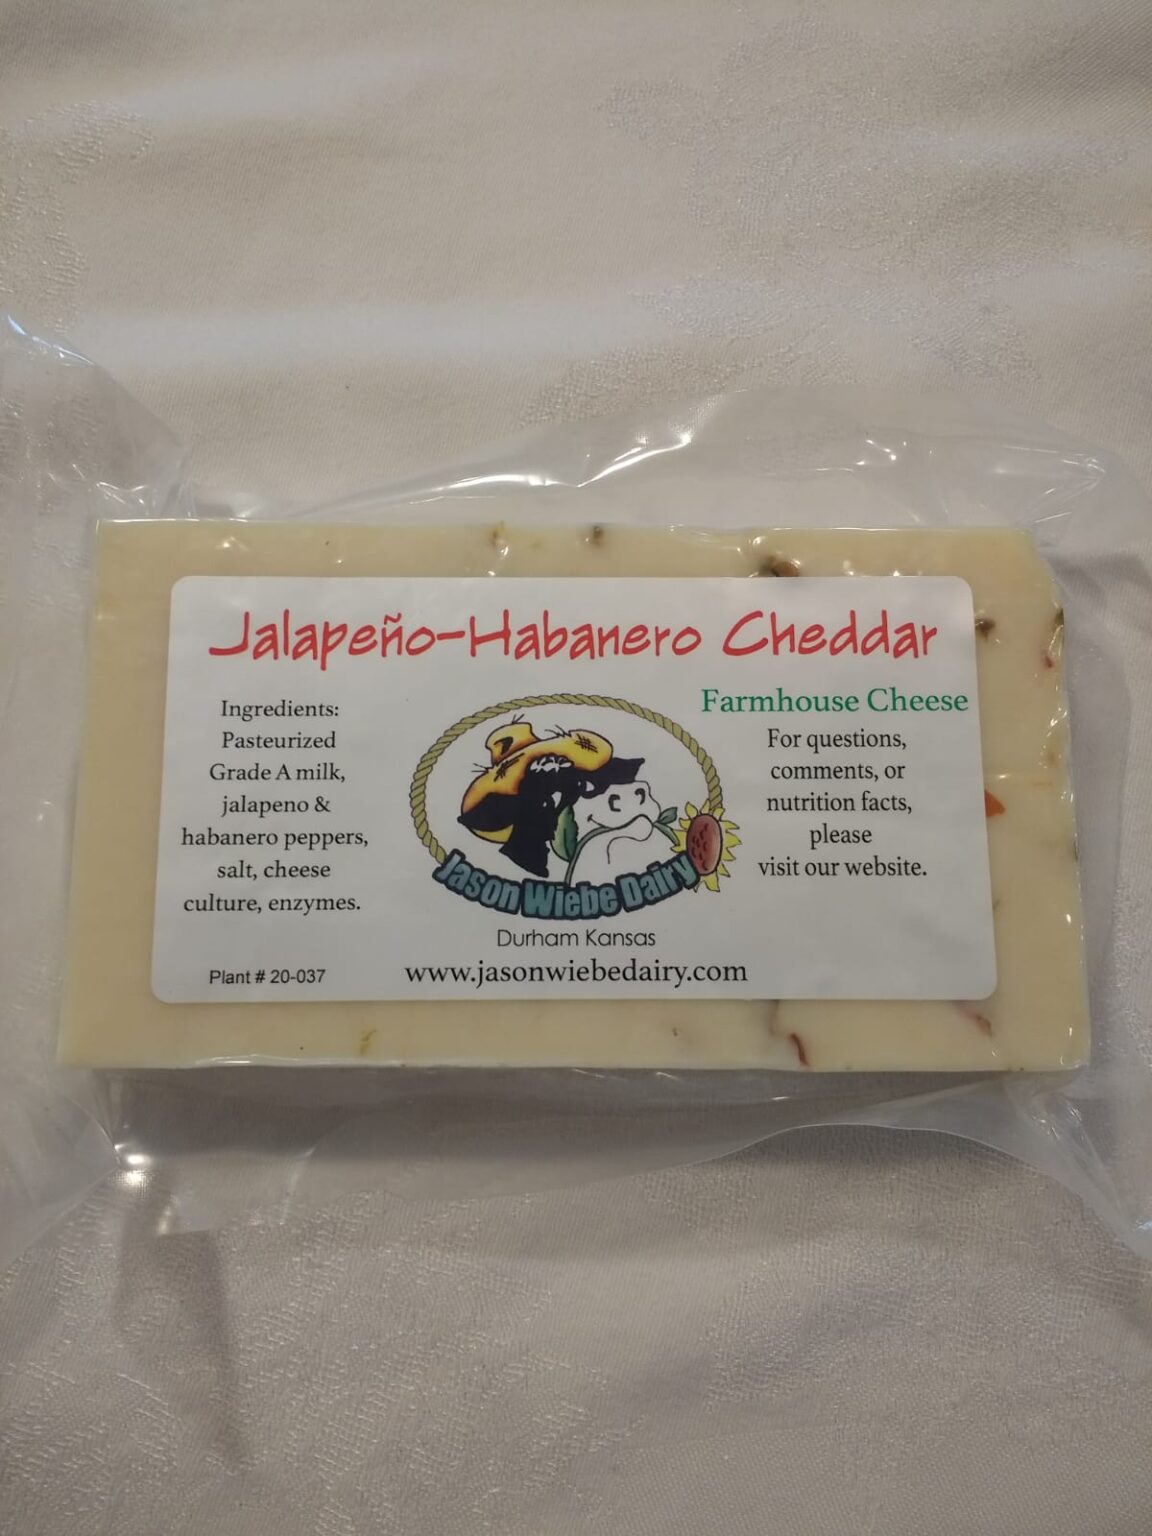 Jalapeño-Habanero Cheddar
Ingredients:
Pasteurized
Grade A milk,
jalapeno &
habanero peppers,
salt, cheese
culture, enzymes.
Plant # 20-037
Jason Wiebe Dairy
Durham Kansas
www.jasonwiebedairy.com
Farmhouse Cheese
For questions,
comments, or
nutrition facts,
please
visit our website.